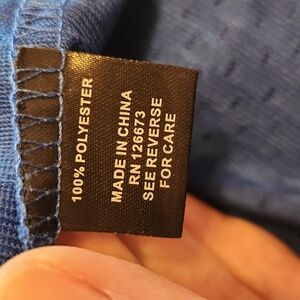 100% POLYESTER
MADE IN CHINA
RN 126673
SEE REVERSE
FOR CARE